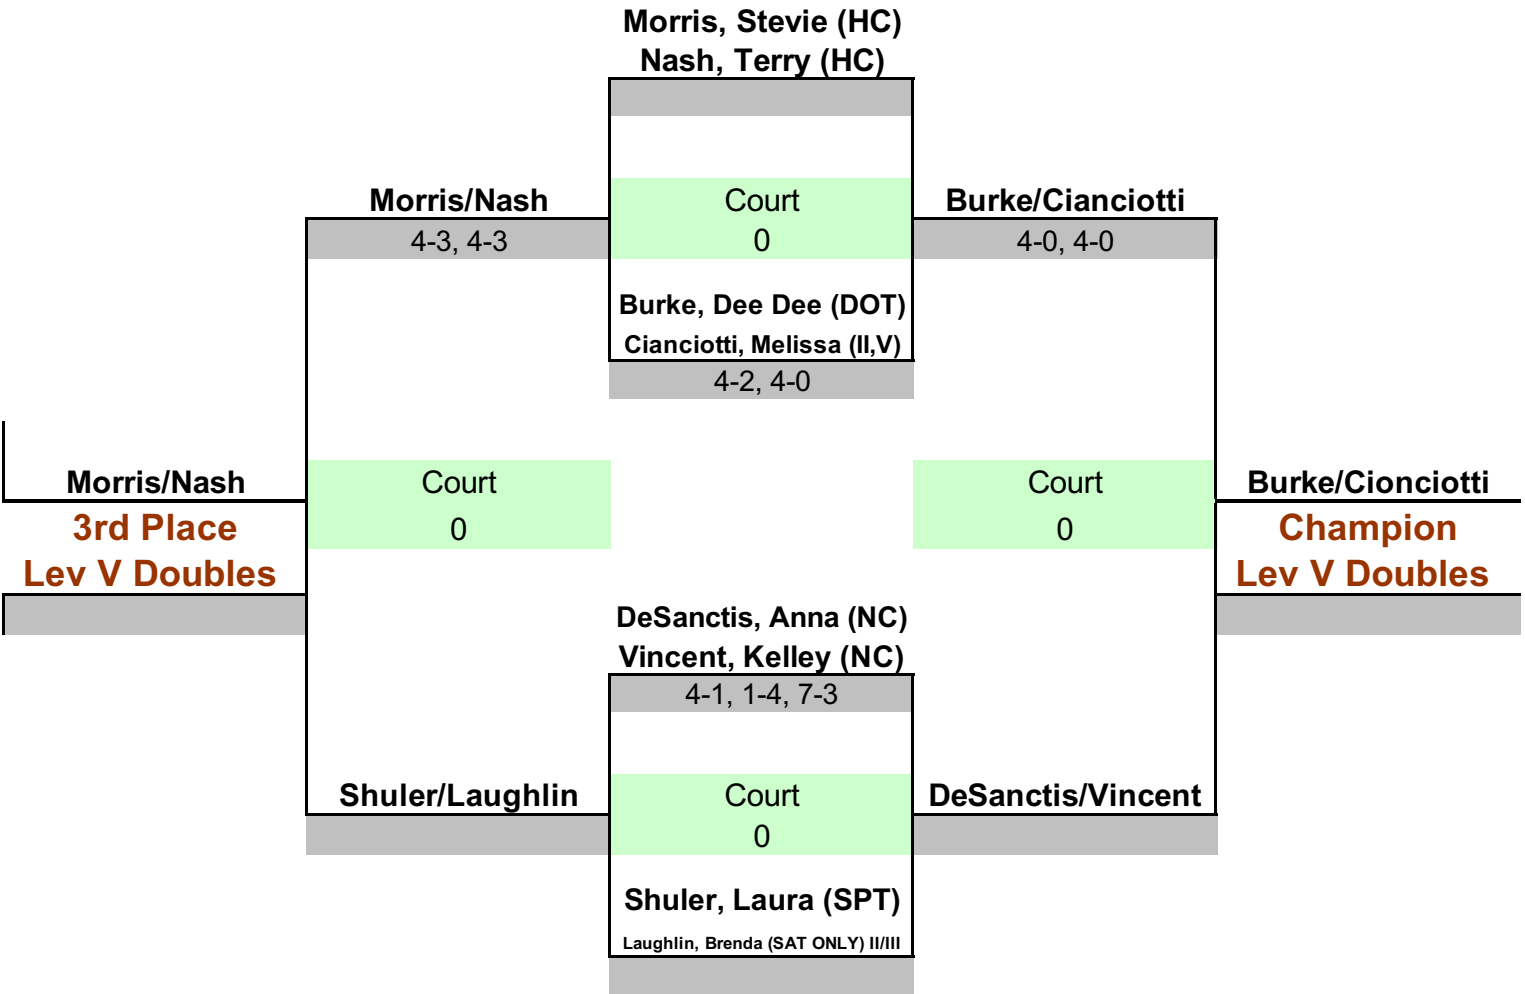 Morris, Stevie (HC)
Nash, Terry (HC)
Morris/Nash
Court
Burke/Cianciotti
4-3, 4-3
0
4-0, 4-0
Burke, Dee Dee (DOT)
Cianciotti, Melissa (II,V)
4-2, 4-0
Morris/Nash
Court
Court
Burke/Cionciotti
3rd Place
0
0
Champion
Lev V Doubles
Lev V Doubles
DeSanctis, Anna (NC)
Vincent, Kelley (NC)
4-1, 1-4, 7-3
Shuler/Laughlin
Court
DeSanctis/Vincent
0
Shuler, Laura (SPT)
Laughlin, Brenda (SAT ONLY) II/III